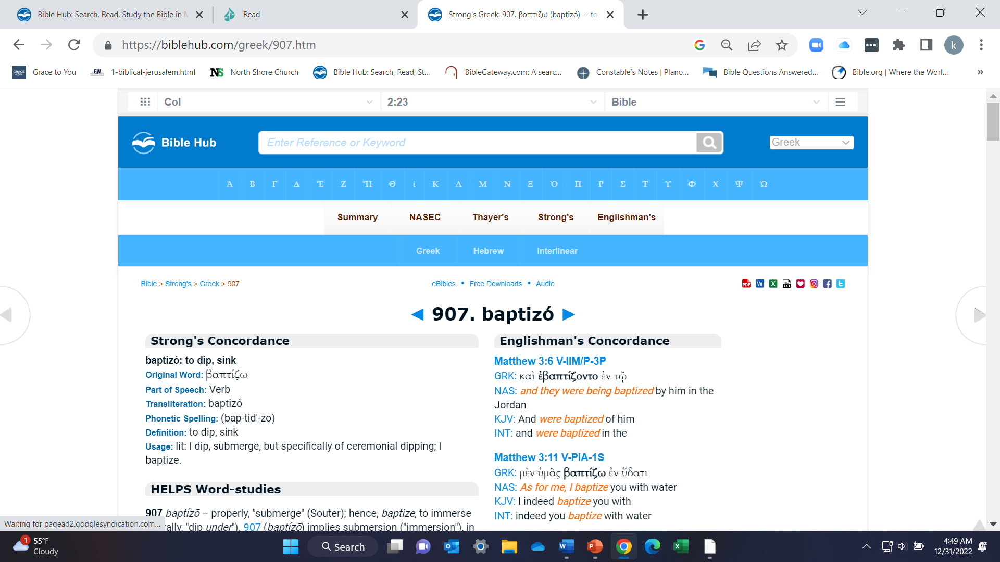 Bible Hub: Search, Read, Study the Bible in M
Read
Strong's Greek: 907. βαπτίζω (baptizó) -- to
https://biblehub.com/greek/907.htm
k
Grace to You
1-biblical-jerusalem.html
North Shore Church
Bible Hub: Search, Read, St...
BibleGateway.com: A searc...
Constable's Notes | Plano...
Bible Questions Answered...
Bible.org | Where the Worl...
Col
2:23
Bible
Bible Hub
Enter Reference or Keyword
Greek
Ἀ Β Γ Δ Ἐ Ζ Ἡ Θ ἰ Κ Λ Μ Ν Ξ Ὀ Π Ρ Σ Τ Υ Φ Χ Ψ Ὠ
Summary NASEC Thayer's Strong's Englishman's
Greek Hebrew Interlinear
Bible > Strong's > Greek > 907
eBibles • Free Downloads • Audio
◄ 907. baptizó ►
Strong's Concordance
baptizó: to dip, sink
Original Word: βαπτίζω
Part of Speech: Verb
Transliteration: baptizó
Phonetic Spelling: (bap-tid'-zo)
Definition: to dip, sink
Usage: lit: I dip, submerge, but specifically of ceremonial dipping; I
baptize.
HELPS Word-studies
907 baptízō – properly, "submerge" (Souter); hence, baptize, to immerse
rally, "dip under"). 907 (baptízō) implies submersion ("immersion"), in
Englishman's Concordance
Matthew 3:6 V-IIM/P-3P
GRK: καὶ ἐβαπτίζοντο ἐν τῷ
NAS: and they were being baptized by him in the
Jordan
KJV: And were baptized of him
INT: and were baptized in the
Matthew 3:11 V-PIA-1S
GRK: μὲν ὑμᾶς βαπτίζω ἐν ὕδατι
NAS: As for me, I baptize you with water
KJV: I indeed baptize you with
INT: indeed you baptize with water
Waiting for pagead2.googlesyndication.com...
1
55°F
Cloudy
Search
4:49 AM
12/31/2022